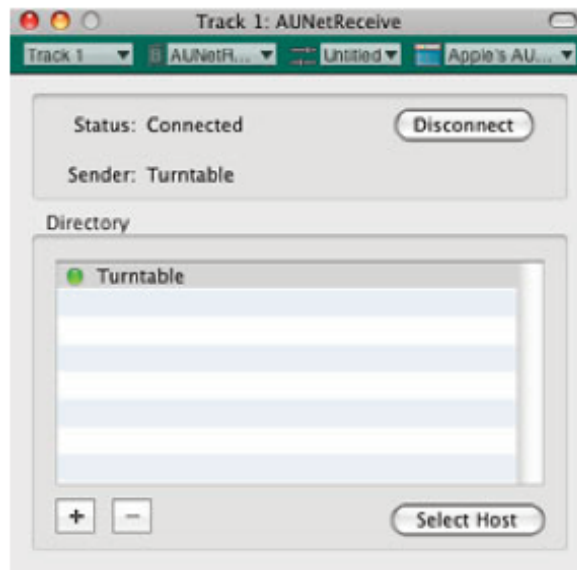 Track 1: AUNetReceive
Track 1 AUNetR... Untitled Apple's AU...
Status: Connected Disconnect
Sender: Turntable
Directory
Turntable
+ -
Select Host